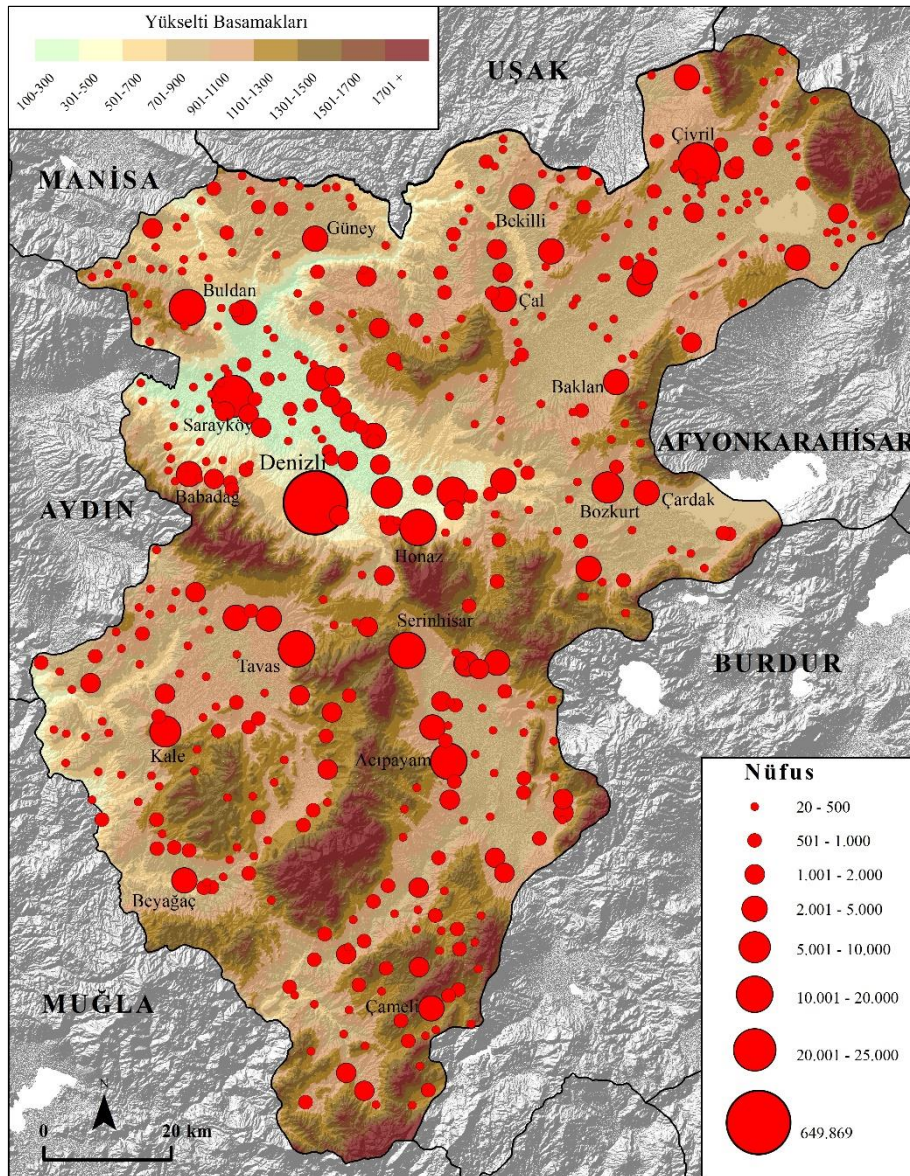 Yükselti Basamakları
100-300
301-500
501-700
701-900
901-1100
1101-1300
1301-1500
1501-1700
1701 +
UŞAK
MANİSA
Çivril
Bekilli
Güney
Buldan
Çal
Baklan
Sarayköy
AFYONKARAHİSAR
Denizli
Babadağ
Bozkurt
Çardak
AYDIN
Honaz
Serinhisar
Tavas
BURDUR
Kale
Acıpayam
Beyağaç
MUĞLA
Çameli
N
0 20 km
Nüfus
20 - 500
501 - 1.000
1.001 - 2.000
2.001 - 5.000
5.001 - 10.000
10.001 - 20.000
20.001 - 25.000
649.869